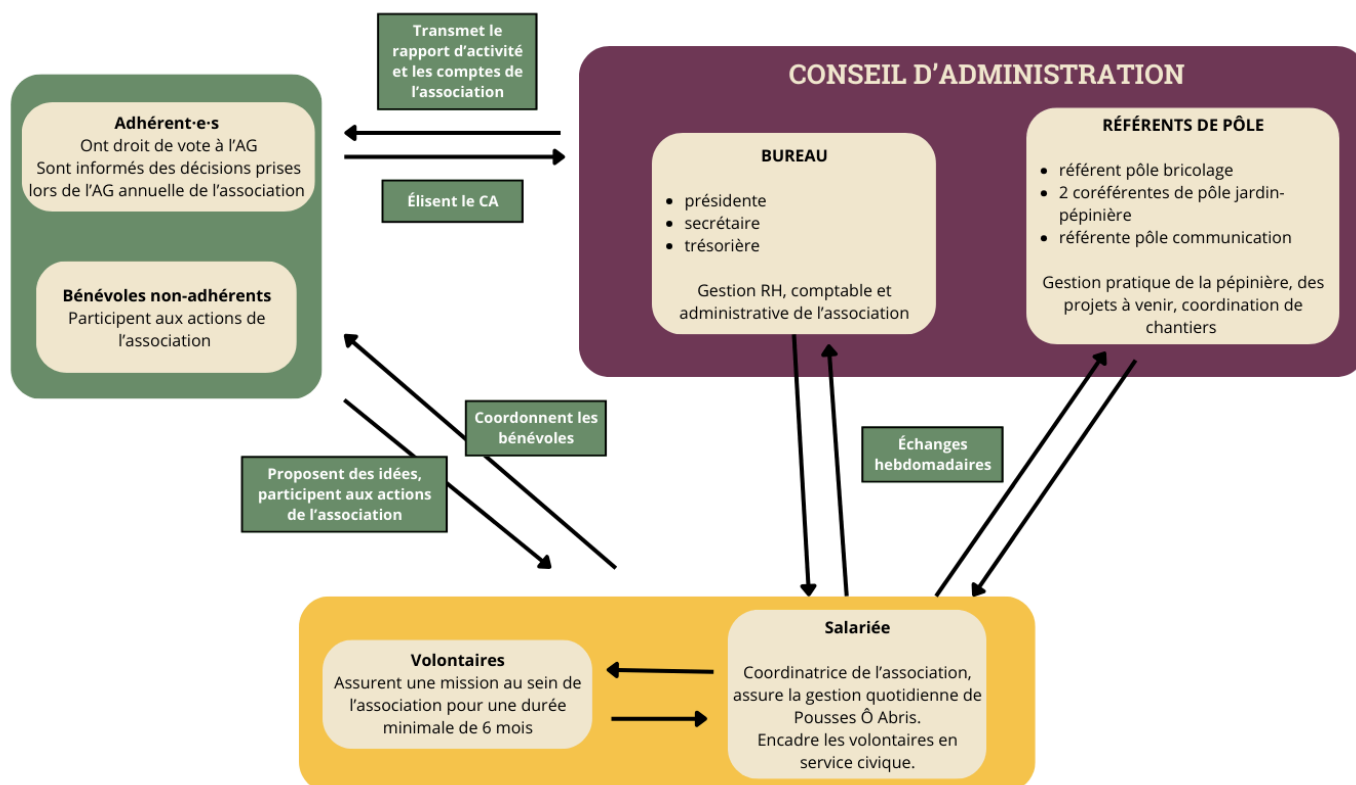 Transmet le
rapport d’activité
et les comptes de
l’association
CONSEIL D’ADMINISTRATION
Adhérent·e·s
Ont droit de vote à l’AG
Sont informés des décisions prises
lors de l’AG annuelle de l’association
Élisent le CA
BUREAU
• présidente
• secrétaire
• trésorière
Gestion RH, comptable et
administrative de l’association
RÉFÉRENTS DE PÔLE
• référent pôle bricolage
• 2 coréférentes de pôle jardin-
pépinière
• référente pôle communication
Gestion pratique de la pépinière, des
projets à venir, coordination de
chantiers
Bénévoles non-adhérents
Participent aux actions de
l’association
Coordonnent les
bénévoles
Proposent des idées,
participent aux actions
de l’association
Échanges
hebdomadaires
Volontaires
Assurent une mission au sein de
l’association pour une durée
minimale de 6 mois
Salariée
Coordinatrice de l’association,
assure la gestion quotidienne de
Pousses Ô Abris.
Encadre les volontaires en
service civique.